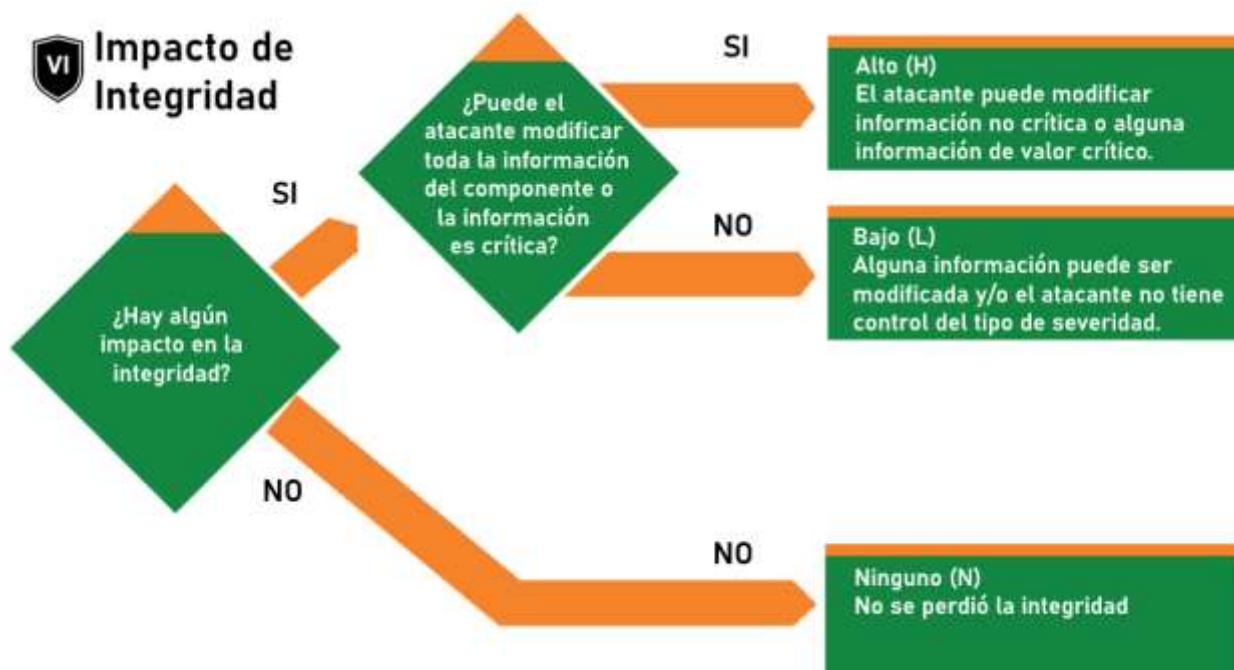 VI
Impacto de
Integridad
¿Hay algún
impacto en la
integridad?
SI
NO
¿Puede el
atacante modificar
toda la información
del componente o
la información
es crítica?
SI
Alto (H)
El atacante puede modificar
información no crítica o alguna
información de valor crítico.
NO
Bajo (L)
Alguna información puede ser
modificada y/o el atacante no tiene
control del tipo de severidad.
NO
Ninguno (N)
No se perdió la integridad